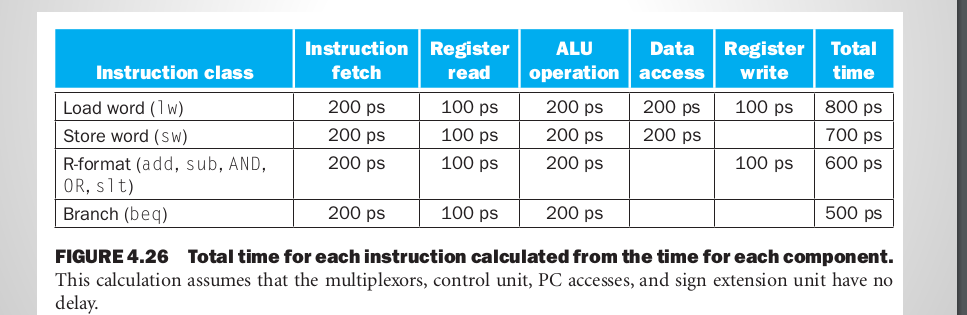 Instruction class Instruction fetch Register read ALU operation Data access Register write Total time
Load word (lw) 200 ps 100 ps 200 ps 200 ps 100 ps 800 ps
Store word (sw) 200 ps 100 ps 200 ps 200 ps 700 ps
R-format (add, sub, AND, 200 ps 100 ps 200 ps 100 ps 600 ps
OR, slt)
Branch (beq) 200 ps 100 ps 200 ps 500 ps
FIGURE 4.26 Total time for each instruction calculated from the time for each component.
This calculation assumes that the multiplexors, control unit, PC accesses, and sign extension unit have no
delay.